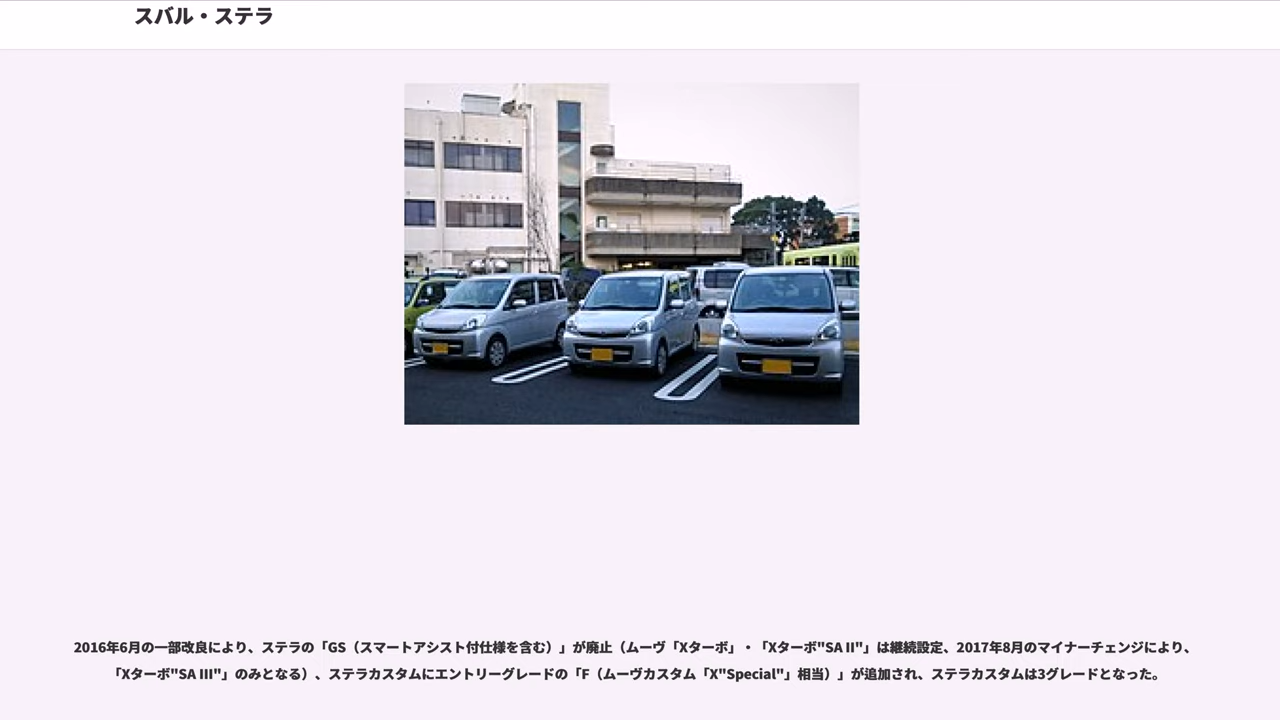 スバル・ステラ
2016年6月の一部改良により、ステラの「GS（スマートアシスト付仕様を含む）」が廃止（ムーヴ「Xターボ」・「Xターボ"SA II"」は継続設定、2017年8月のマイナーチェンジにより、
「Xターボ"SA III"」のみとなる）、ステラカスタムにエントリーグレードの「F（ムーヴカスタム「X"Special"」相当）」が追加され、ステラカスタムは3グレードとなった。